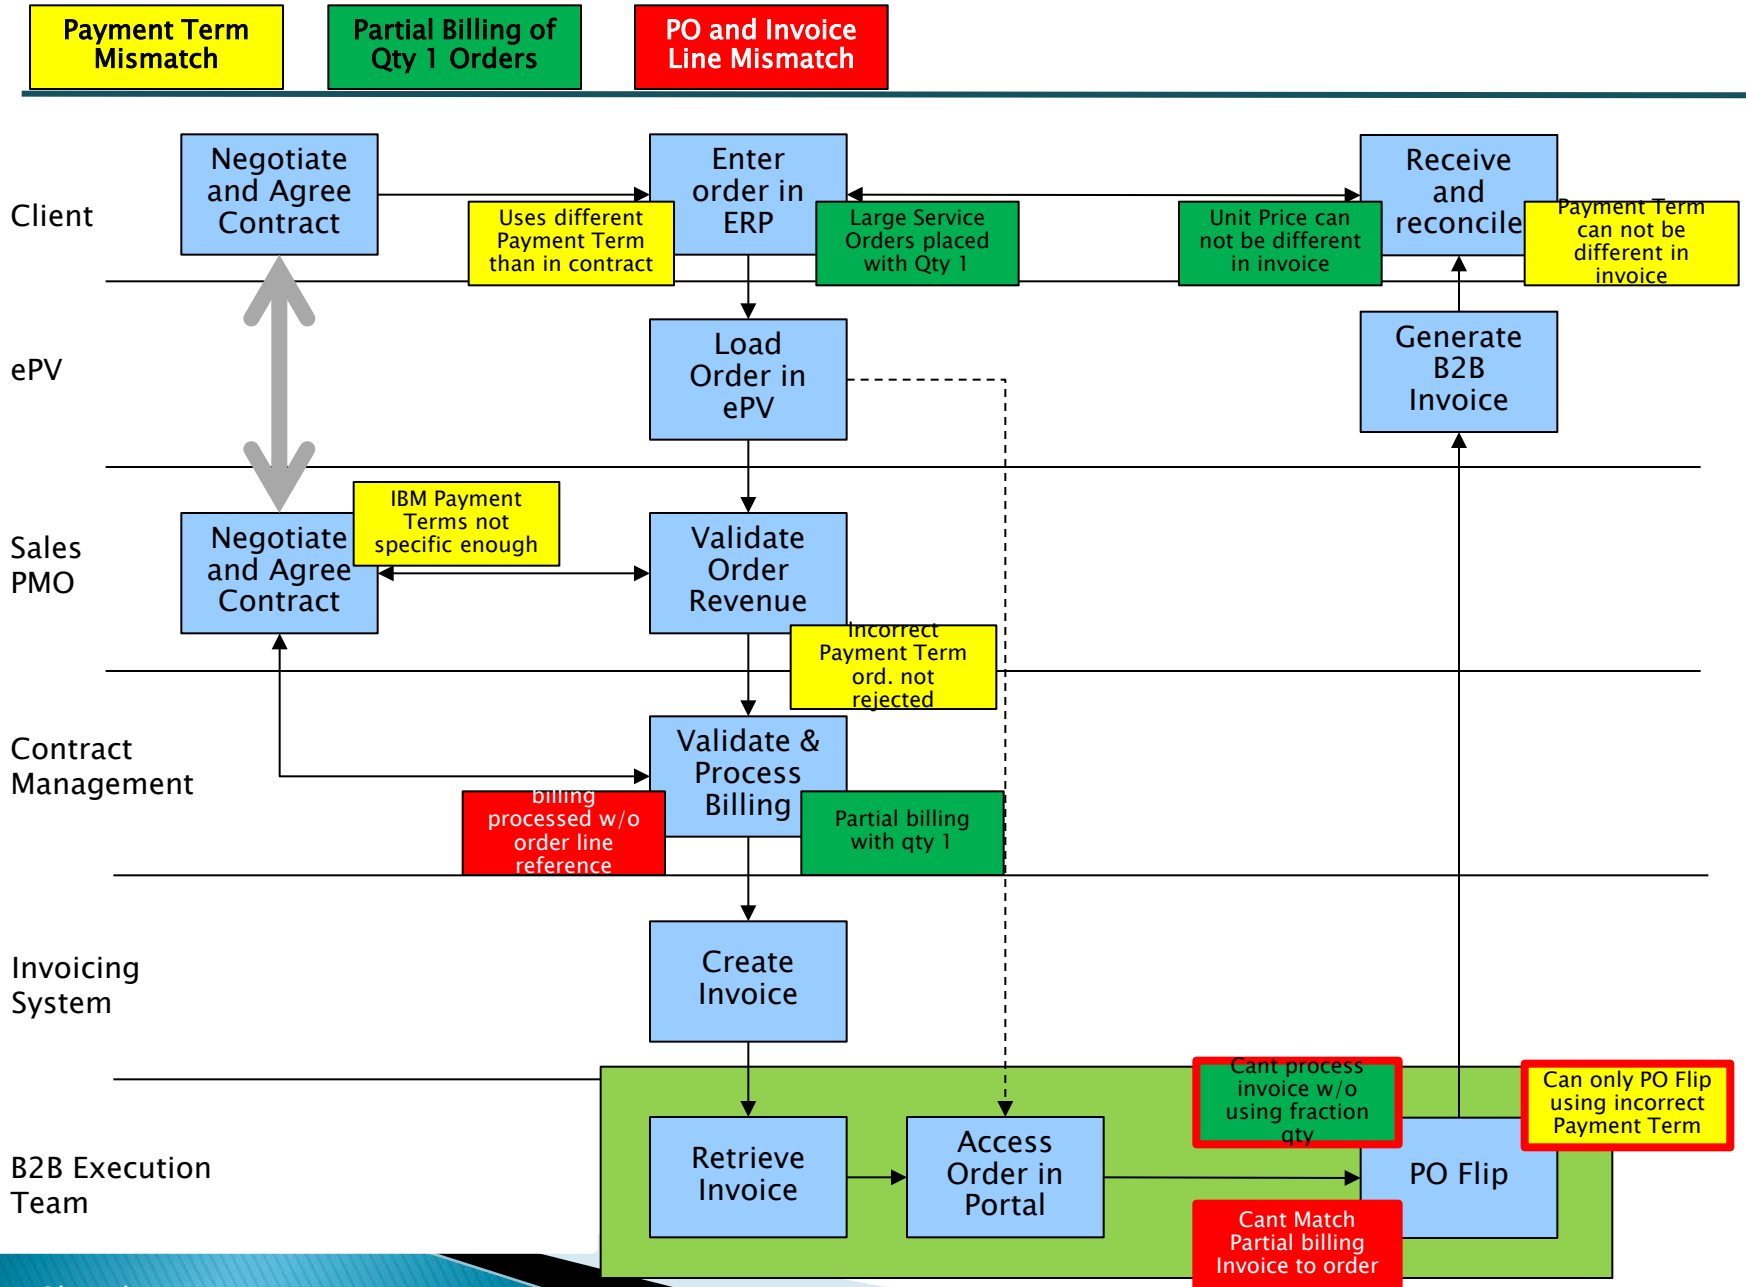 Payment Term
Mismatch
Partial Billing of
Qty 1 Orders
PO and Invoice
Line Mismatch
Client
Negotiate
and Agree
Contract
Uses different
Payment Term
than in contract
Enter
order in
ERP
Large Service
Orders placed
with Qty 1
Unit Price can
not be different
in invoice
Receive
and
reconcile
Payment Term
can not be
different in
invoice
ePV
Load
Order in
ePV
Generate
B2B
Invoice
Sales
PMO
Negotiate
and Agree
Contract
IBM Payment
Terms not
specific enough
Validate
Order
Revenue
Incorrect
Payment Term
ord. not
rejected
Contract
Management
Validate &
Process
Billing
billing
processed w/o
order line
reference
Partial billing
with qty 1
Invoicing
System
Create
Invoice
B2B Execution
Team
Retrieve
Invoice
Access
Order in
Portal
Cant process
invoice w/o
using fraction
qty
Can only PO Flip
using incorrect
Payment Term
PO Flip
Cant Match
Partial billing
Invoice to order